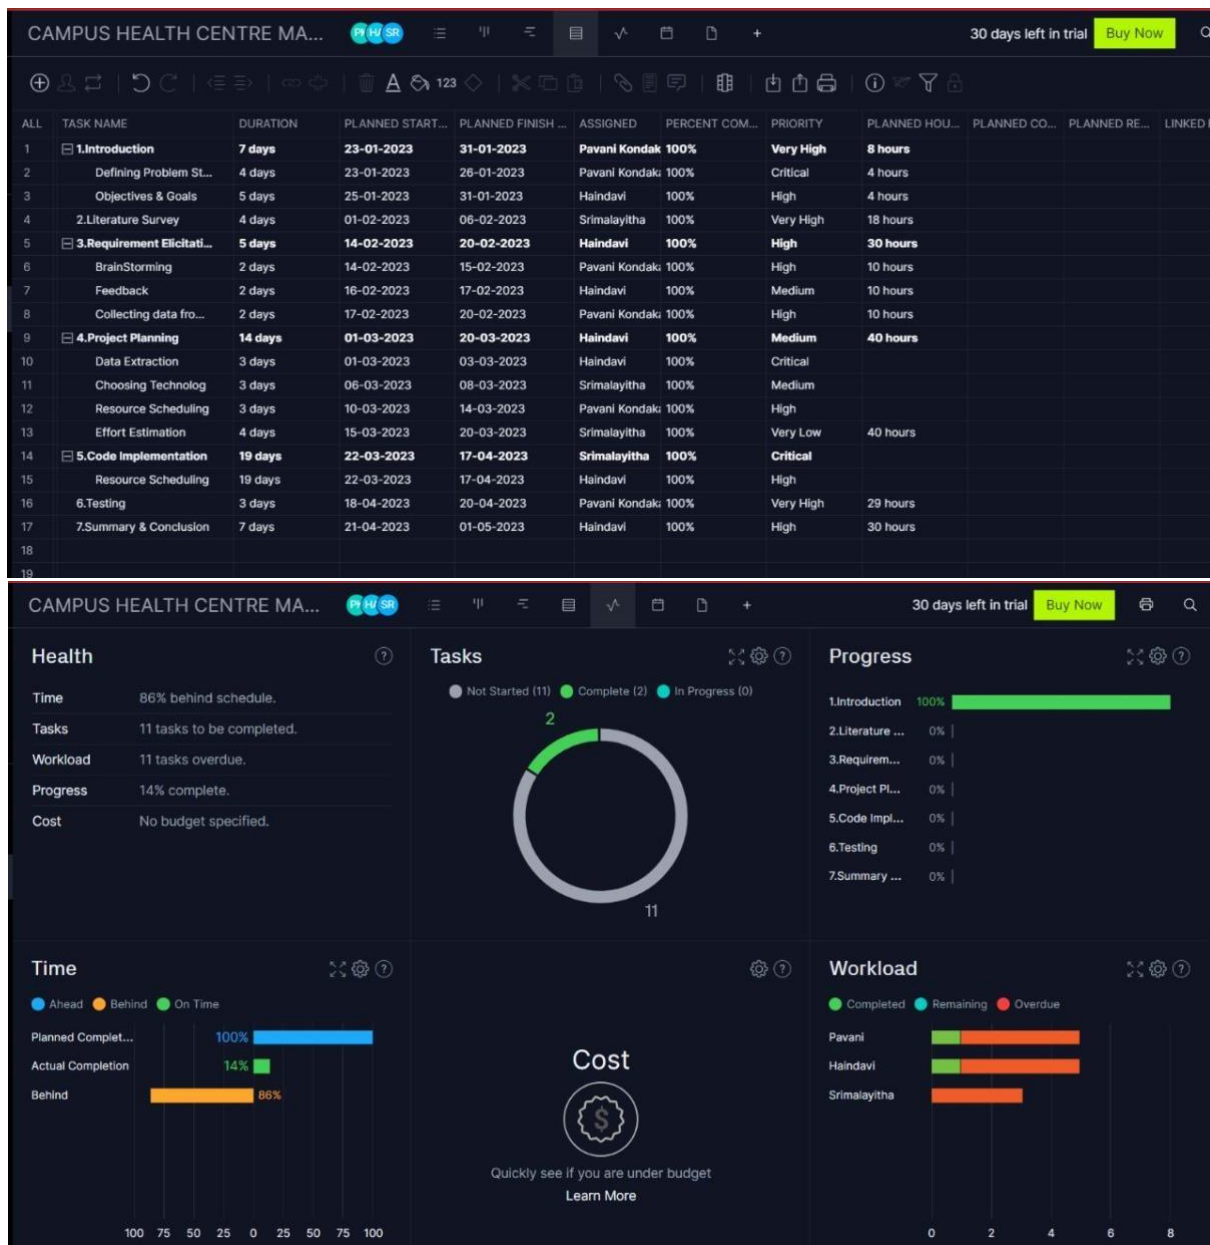 CAMPUS HEALTH CENTRE MA... PK HA SR 30 days left in trial Buy Now
123
ALL TASK NAME DURATION PLANNED START... PLANNED FINISH ... ASSIGNED PERCENT COM... PRIORITY PLANNED HOU... PLANNED CO... PLANNED RE... LINKED
1 1.Introduction 7 days 23-01-2023 31-01-2023 Pavani Kondak 100% Very High 8 hours
2 Defining Problem St... 4 days 23-01-2023 26-01-2023 Pavani Kondak 100% Critical 4 hours
3 Objectives & Goals 5 days 25-01-2023 31-01-2023 Haindavi 100% High 4 hours
4 2.Literature Survey 4 days 01-02-2023 06-02-2023 Srimalayitha 100% Very High 18 hours
5 3.Requirement Elicitati... 5 days 14-02-2023 20-02-2023 Haindavi 100% High 30 hours
6 BrainStorming 2 days 14-02-2023 15-02-2023 Pavani Kondak 100% High 10 hours
7 Feedback 2 days 16-02-2023 17-02-2023 Haindavi 100% Medium 10 hours
8 Collecting data fro... 2 days 17-02-2023 20-02-2023 Pavani Kondak 100% High 10 hours
9 4.Project Planning 14 days 01-03-2023 20-03-2023 Haindavi 100% Medium 40 hours
10 Data Extraction 3 days 01-03-2023 03-03-2023 Haindavi 100% Critical
11 Choosing Technolog 3 days 06-03-2023 08-03-2023 Srimalayitha 100% Medium
12 Resource Scheduling 3 days 10-03-2023 14-03-2023 Pavani Kondak 100% High
13 Effort Estimation 4 days 15-03-2023 20-03-2023 Srimalayitha 100% Very Low 40 hours
14 5.Code Implementation 19 days 22-03-2023 17-04-2023 Srimalayitha 100% Critical
15 Resource Scheduling 19 days 22-03-2023 17-04-2023 Haindavi 100% High
16 6.Testing 3 days 18-04-2023 20-04-2023 Pavani Kondak 100% Very High 29 hours
17 7.Summary & Conclusion 7 days 21-04-2023 01-05-2023 Haindavi 100% High 30 hours
18
19
CAMPUS HEALTH CENTRE MA... SR 30 days left in trial Buy Now
Health
Time 86% behind schedule.
Tasks 11 tasks to be completed.
Workload 11 tasks overdue.
Progress 14% complete.
Cost No budget specified.
Tasks
Not Started (11) Complete (2) In Progress (0)
2
11
Progress
1.Introduction 100%
2.Literature ... 0%
3.Requirem... 0%
4.Project Pl... 0%
5.Code Impl... 0%
6.Testing 0%
7.Summary ... 0%
Time
Ahead Behind On Time
Planned Complet... 100%
Actual Completion 14%
Behind 86%
100 75 50 25 0 25 50 75 100
Cost
$
Quickly see if you are under budget
Learn More
Workload
Completed Remaining Overdue
Pavani
Haindavi
Srimalayitha
0 2 4 6 8